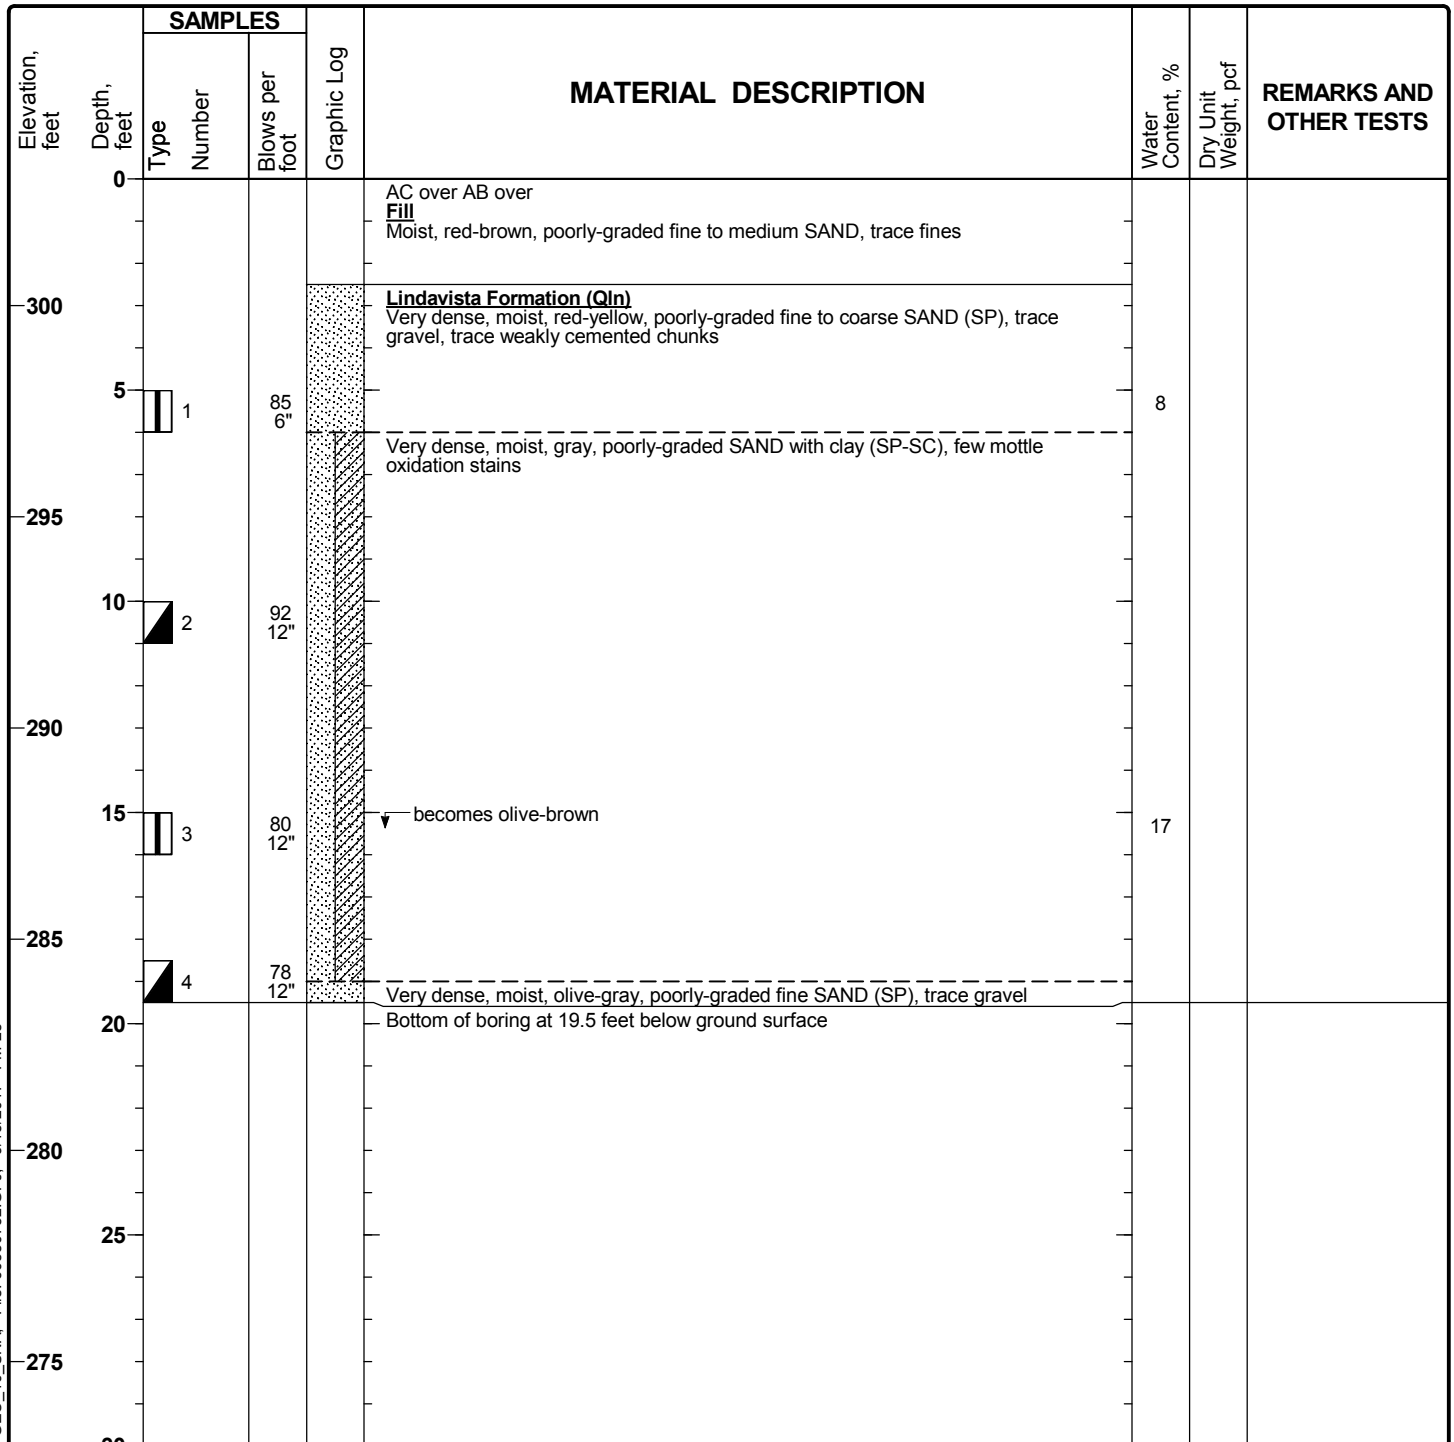 SAMPLES
Elevation,
feet
Depth,
feet
Type
Number
Blows per
foot
Graphic Log
MATERIAL DESCRIPTION
Water
Content, %
Dry Unit
Weight, pcf
REMARKS AND
OTHER TESTS
0
AC over AB over
Fill
Moist, red-brown, poorly-graded fine to medium SAND, trace fines
300
Lindavista Formation (Qln)
Very dense, moist, red-yellow, poorly-graded fine to coarse SAND (SP), trace
gravel, trace weakly cemented chunks
5
1
85
6"
8
Very dense, moist, gray, poorly-graded SAND with clay (SP-SC), few mottle
oxidation stains
295
10
2
92
12"
290
15
3
80
12"
becomes olive-brown
17
285
4
78
12"
Very dense, moist, olive-gray, poorly-graded fine SAND (SP), trace gravel
20
Bottom of boring at 19.5 feet below ground surface
280
25
275